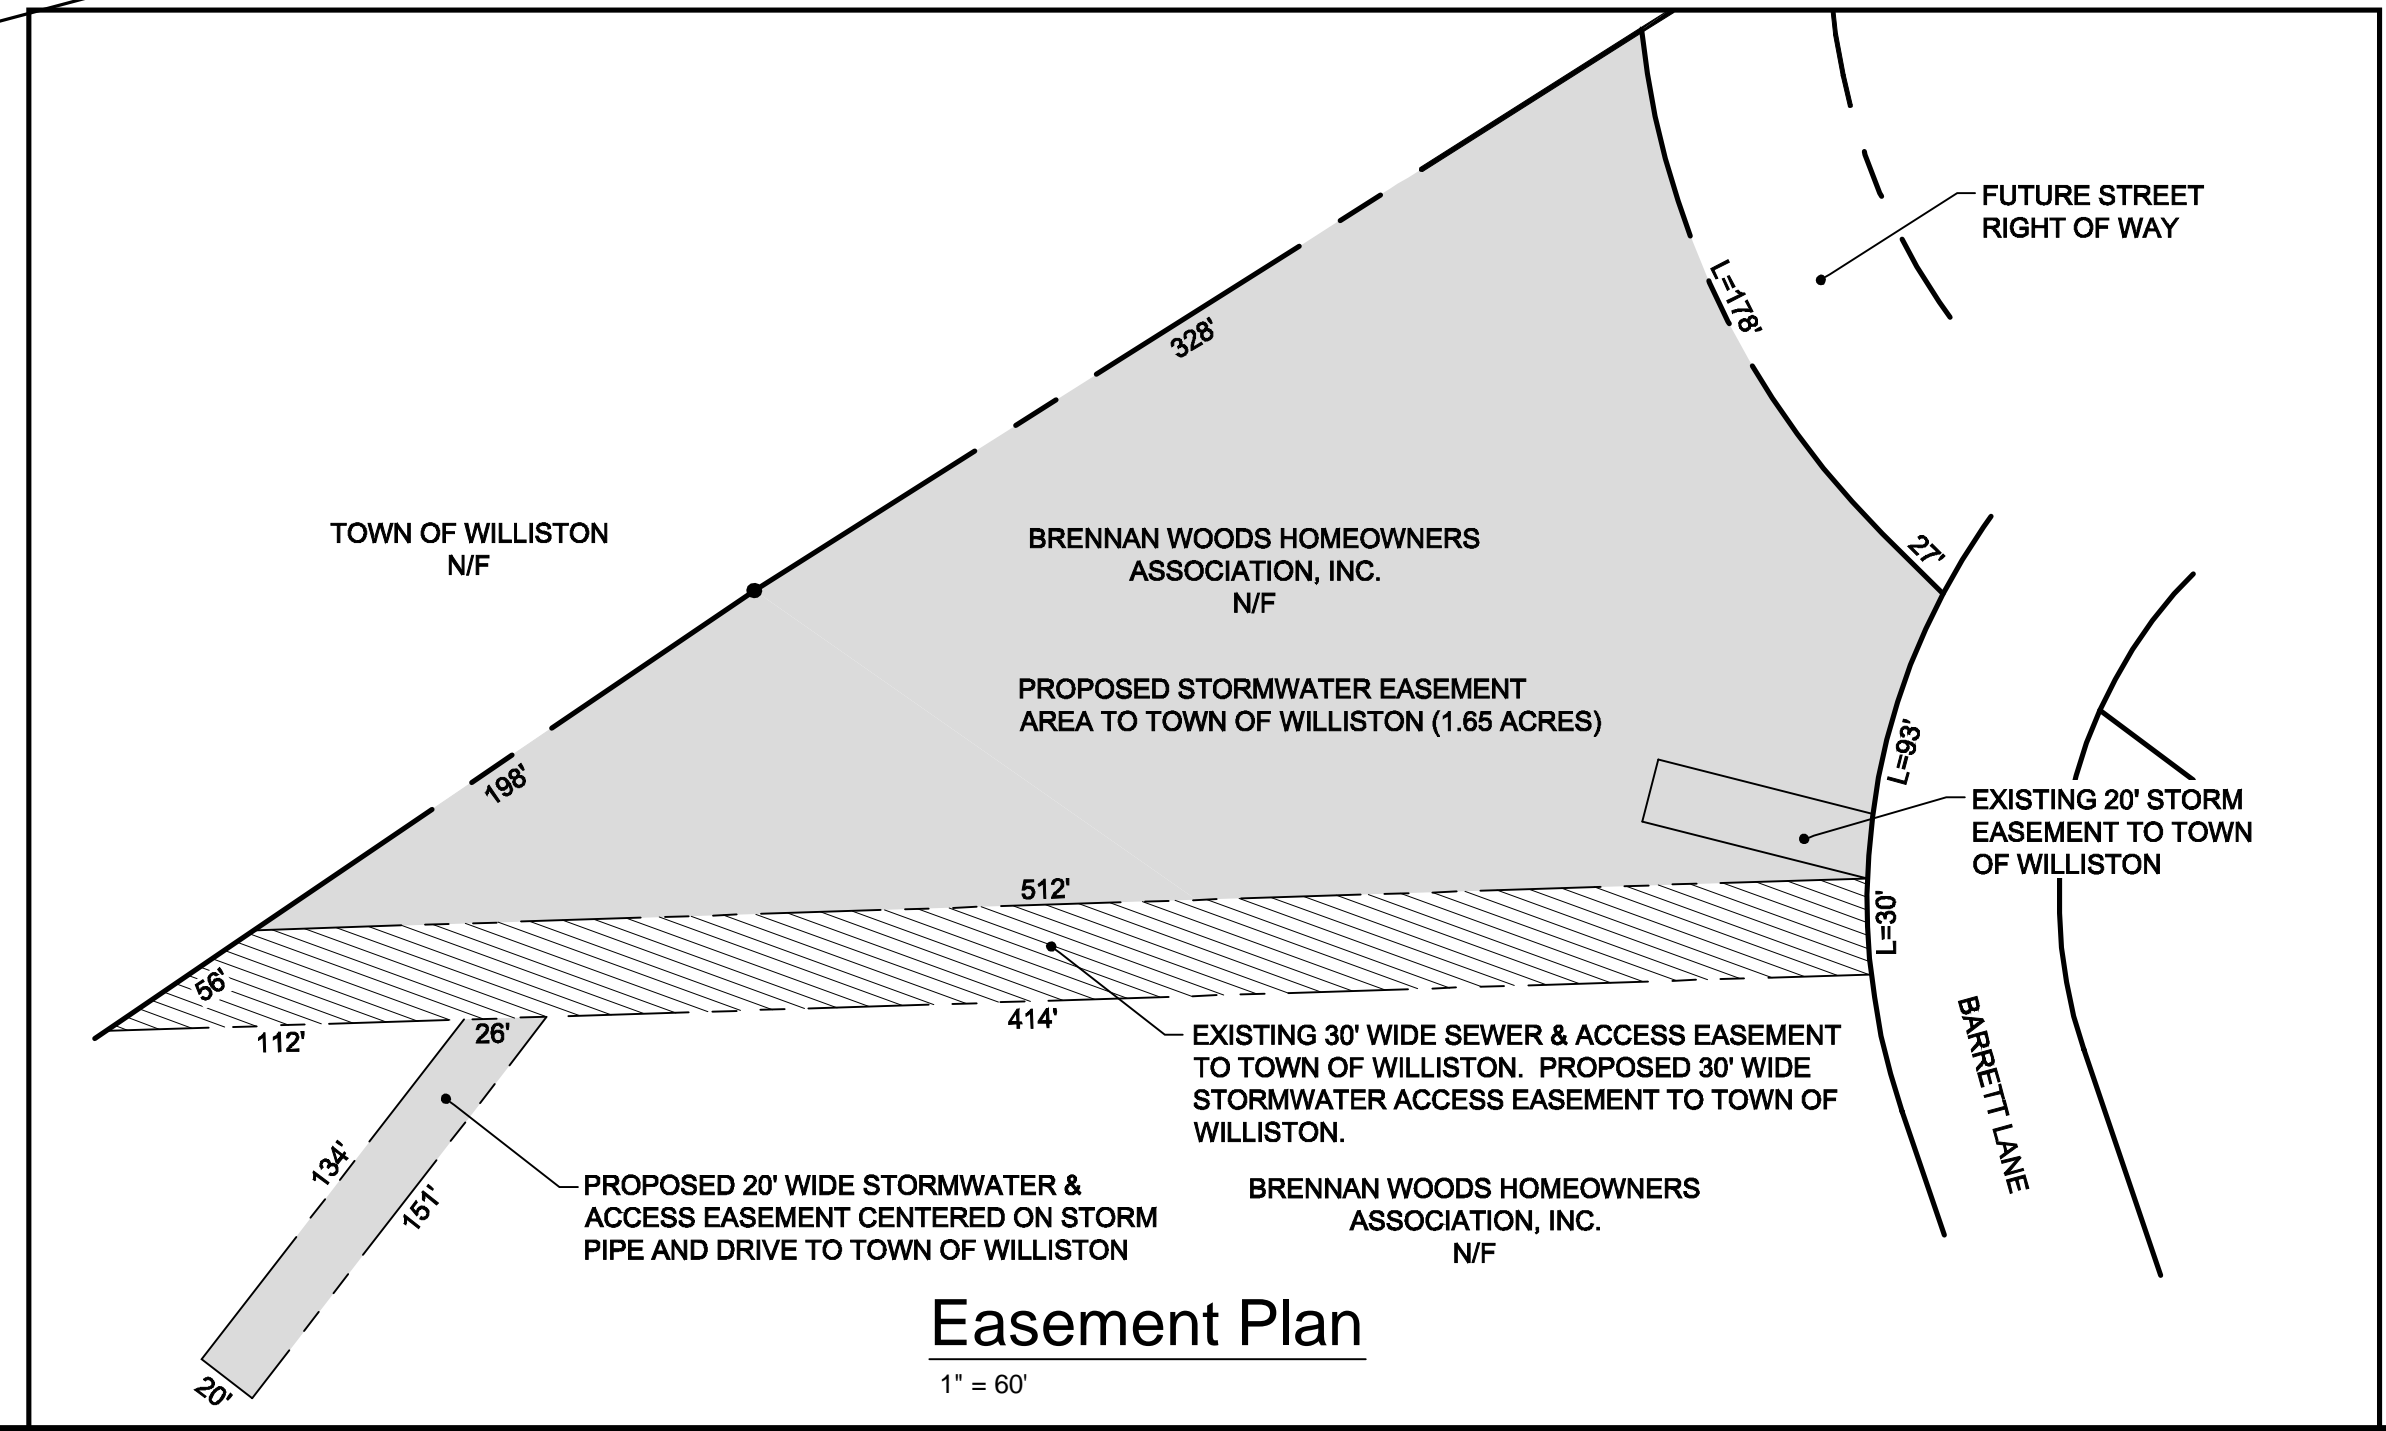 FUTURE STREET
RIGHT OF WAY
L=178'
328'
TOWN OF WILLISTON
N/F
BRENNAN WOODS HOMEOWNERS
ASSOCIATION, INC.
N/F
27'
PROPOSED STORMWATER EASEMENT
AREA TO TOWN OF WILLISTON (1.65 ACRES)
L=93'
198'
EXISTING 20' STORM
EASEMENT TO TOWN
OF WILLISTON
512'
L=30'
56'
112'
26'
414'
EXISTING 30' WIDE SEWER & ACCESS EASEMENT
TO TOWN OF WILLISTON.  PROPOSED 30' WIDE
STORMWATER ACCESS EASEMENT TO TOWN OF
WILLISTON.
BARRETT LANE
134'
151'
PROPOSED 20' WIDE STORMWATER &
ACCESS EASEMENT CENTERED ON STORM
PIPE AND DRIVE TO TOWN OF WILLISTON
BRENNAN WOODS HOMEOWNERS
ASSOCIATION, INC.
N/F
20'
Easement Plan
1" = 60'